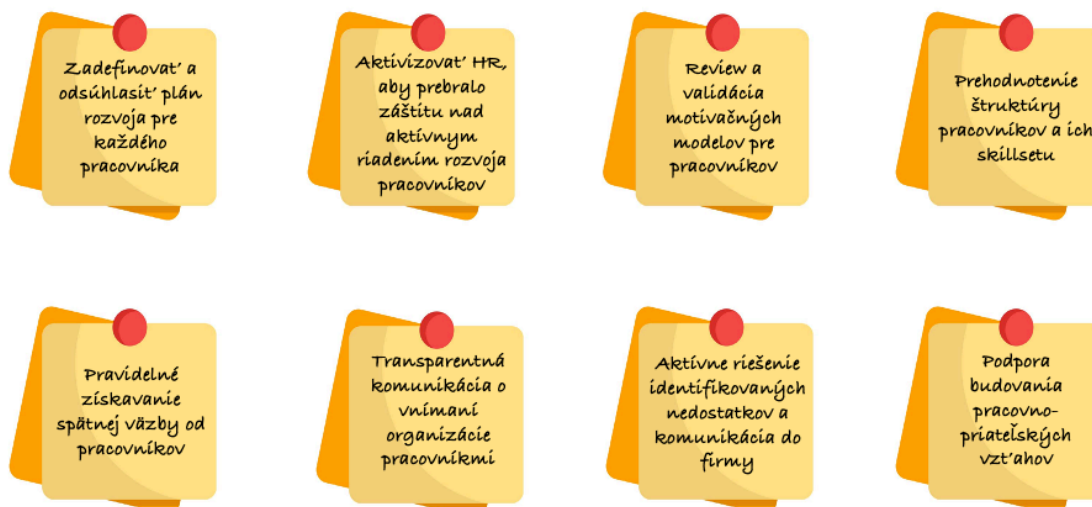 Zadefinovať a
odsúhlasiť plán
rozvoja pre
každého
pracovníka
Aktivizovať HR,
aby prebralo
záštitu nad
aktívnym
riadením rozvoja
pracovníkov
Review a
validácia
motivačných
modelov pre
pracovníkov
Prehodnotenie
štruktúry
pracovníkov a ich
skillsetu
Pravidelné
získavanie
spätnej väzby od
pracovníkov
Transparentná
komunikácia o
vnímaní
organizácie
pracovníkmi
Aktívne riešenie
identifikovaných
nedostatkov a
komunikácia do
firmy
Podpora
budovania
pracovno-
priateľských
vzťahov